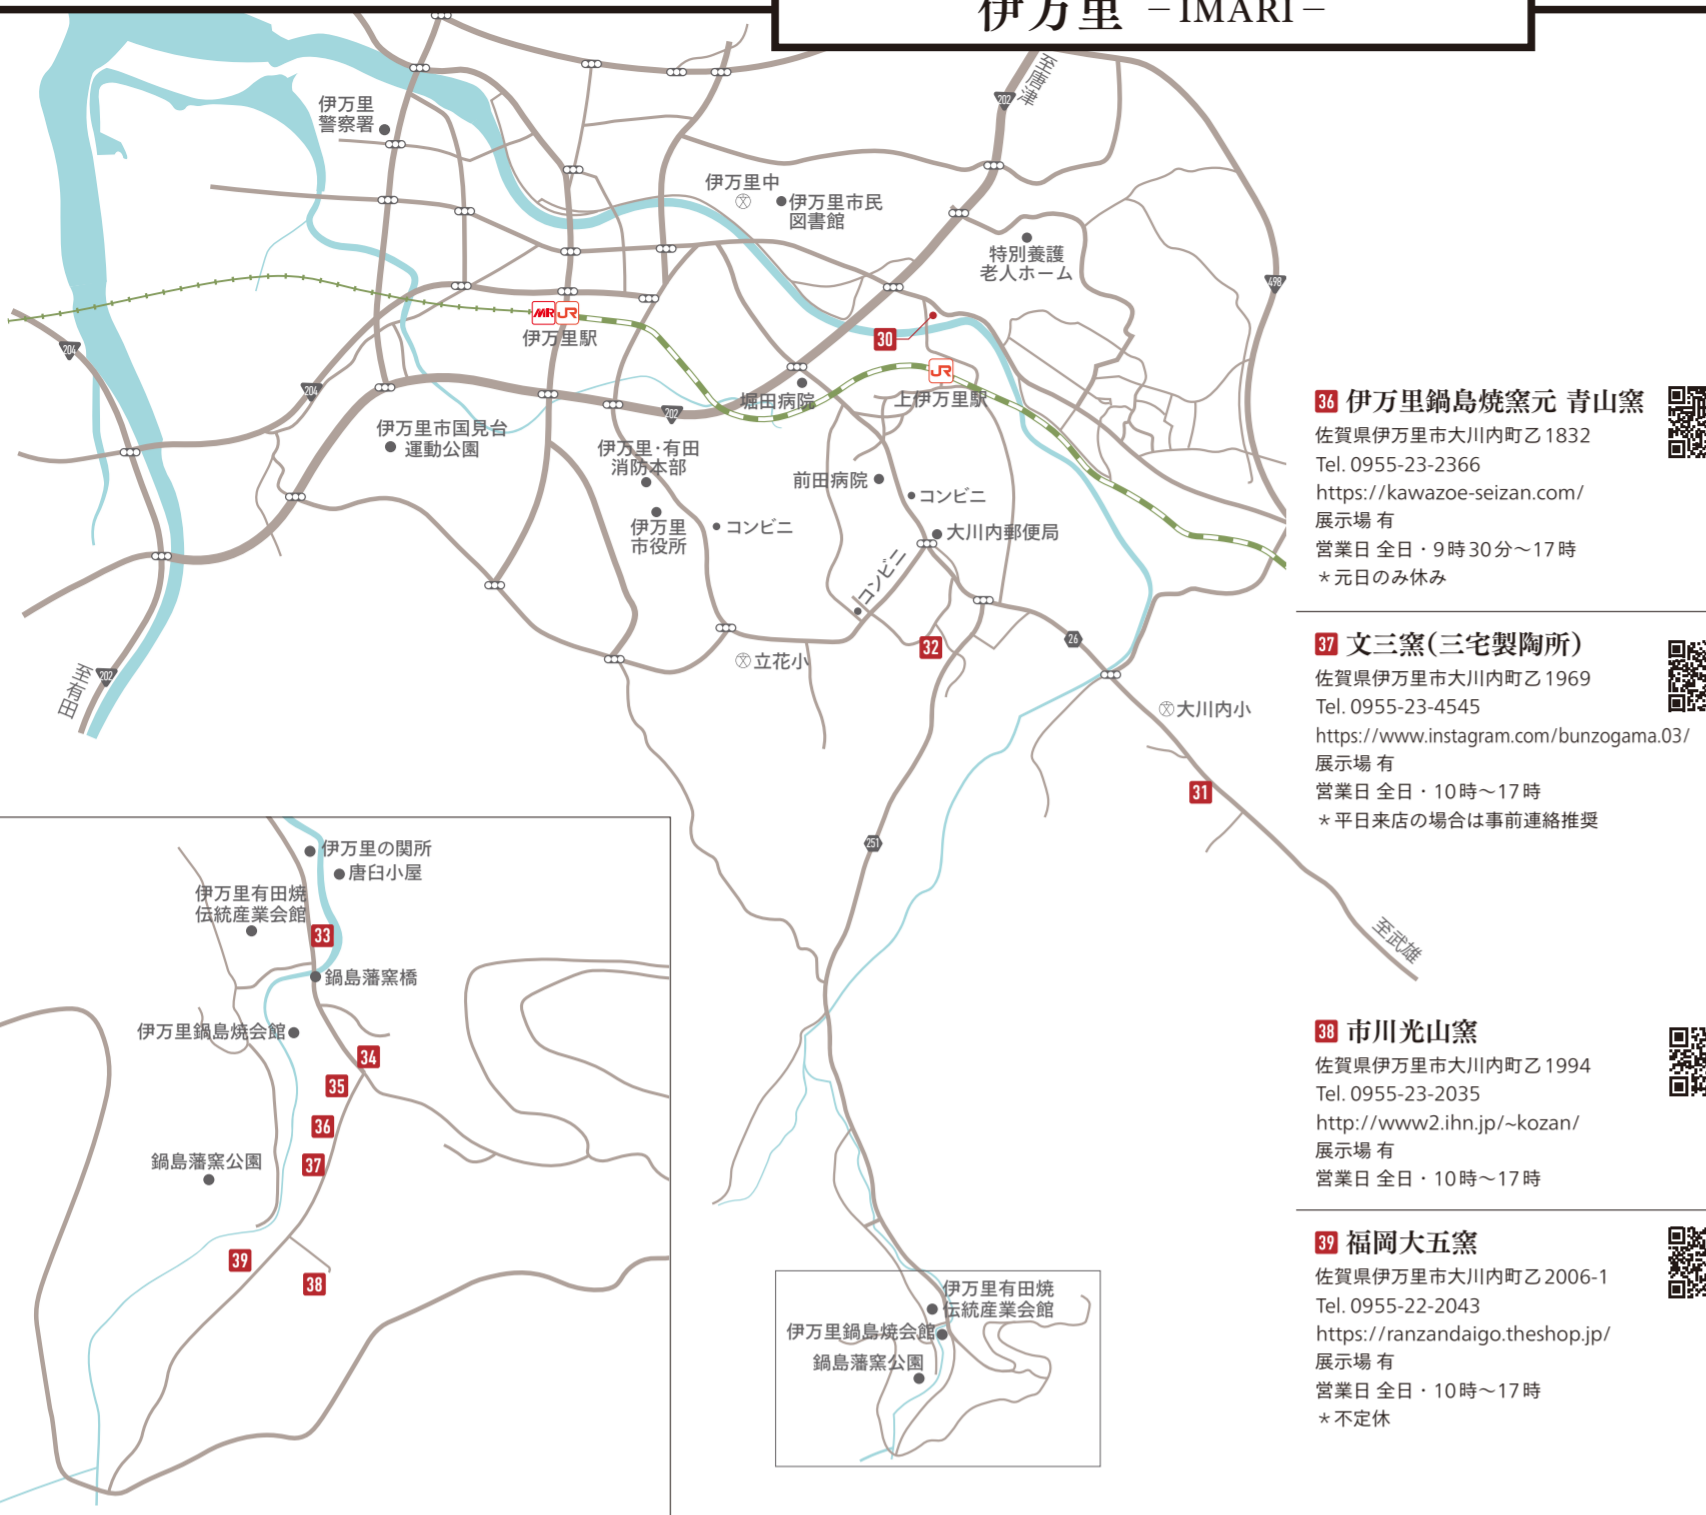 伊万里 −IMARI−
至唐津
202
伊万里
警察署
伊万里中
文
伊万里市民
図書館
特別養護
老人ホーム
498
MR JR
伊万里駅
30
JR
上伊万里駅
204
204
202
堀田病院
伊万里市国見台
運動公園
伊万里・有田
消防本部
前田病院
コンビニ
伊万里
市役所
コンビニ
大川内郵便局
コンビニ
32
26
文立花小
至有田
202
文大川内小
31
251
至武雄
伊万里の関所
唐臼小屋
伊万里有田焼
伝統産業会館
33
鍋島藩窯橋
伊万里鍋島焼会館
34
35
36
鍋島藩窯公園
37
39
38
伊万里有田焼
伝統産業会館
伊万里鍋島焼会館
鍋島藩窯公園
36 伊万里鍋島焼窯元 青山窯
佐賀県伊万里市大川内町乙1832
Tel. 0955-23-2366
https://kawazoe-seizan.com/
展示場 有
営業日 全日・9時30分〜17時
＊元日のみ休み
37 文三窯(三宅製陶所)
佐賀県伊万里市大川内町乙1969
Tel. 0955-23-4545
https://www.instagram.com/bunzogama.03/
展示場 有
営業日 全日・10時〜17時
＊平日来店の場合は事前連絡推奨
38 市川光山窯
佐賀県伊万里市大川内町乙1994
Tel. 0955-23-2035
http://www2.ihn.jp/~kozan/
展示場 有
営業日 全日・10時〜17時
39 福岡大五窯
佐賀県伊万里市大川内町乙2006-1
Tel. 0955-22-2043
https://ranzandaigo.theshop.jp/
展示場 有
営業日 全日・10時〜17時
＊不定休